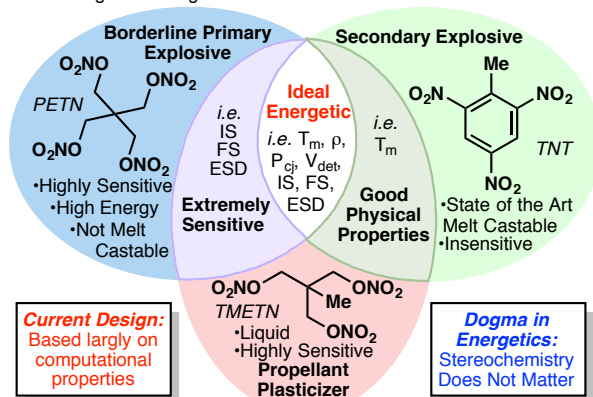 Borderline Primary
Explosive
O₂NO
ONO₂
PETN
O₂NO
ONO₂
•Highly Sensitive
•High Energy
•Not Melt
Castable
i.e.
IS
FS
ESD
Extremely
Sensitive
Ideal
Energetic
i.e. Tₘ, ρ,
P꜀ⱼ, V_det,
IS, FS,
ESD
Secondary Explosive
Me
O₂N
NO₂
TNT
NO₂
•State of the Art
Melt Castable
•Insensitive
i.e.
Tₘ
Good
Physical
Properties
O₂NO
ONO₂
Me
TMETN
ONO₂
•Liquid
•Highly Sensitive
Propellant
Plasticizer
Current Design:
Based largely on
computational
properties
Dogma in
Energetics:
Stereochemistry
Does Not Matter